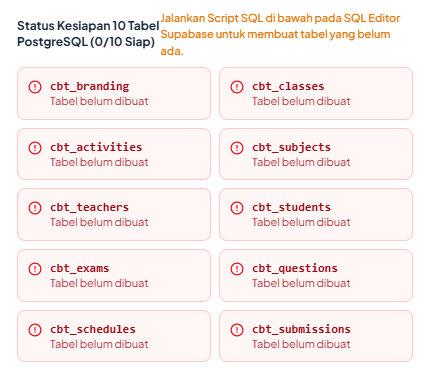 Status Kesiapan 10 Tabel
PostgreSQL (0/10 Siap)
Jalankan Script SQL di bawah pada SQL Editor
Supabase untuk membuat tabel yang belum
ada.
cbt_branding
Tabel belum dibuat
cbt_classes
Tabel belum dibuat
cbt_activities
Tabel belum dibuat
cbt_subjects
Tabel belum dibuat
cbt_teachers
Tabel belum dibuat
cbt_students
Tabel belum dibuat
cbt_exams
Tabel belum dibuat
cbt_questions
Tabel belum dibuat
cbt_schedules
Tabel belum dibuat
cbt_submissions
Tabel belum dibuat